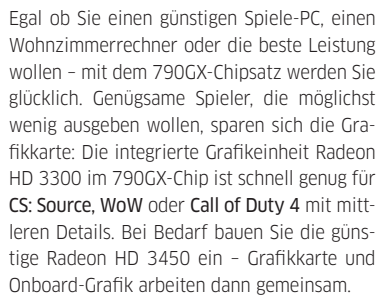 Egal ob Sie einen günstigen Spiele-PC, einen
Wohnzimmerrechner oder die beste Leistung
wollen – mit dem 790GX-Chipsatz werden Sie
glücklich. Genügsame Spieler, die möglichst
wenig ausgeben wollen, sparen sich die Gra-
fikkarte: Die integrierte Grafikeinheit Radeon
HD 3300 im 790GX-Chip ist schnell genug für
CS: Source, WoW oder Call of Duty 4 mit mitt-
leren Details. Bei Bedarf bauen Sie die güns-
tige Radeon HD 3450 ein – Grafikkarte und
Onboard-Grafik arbeiten dann gemeinsam.